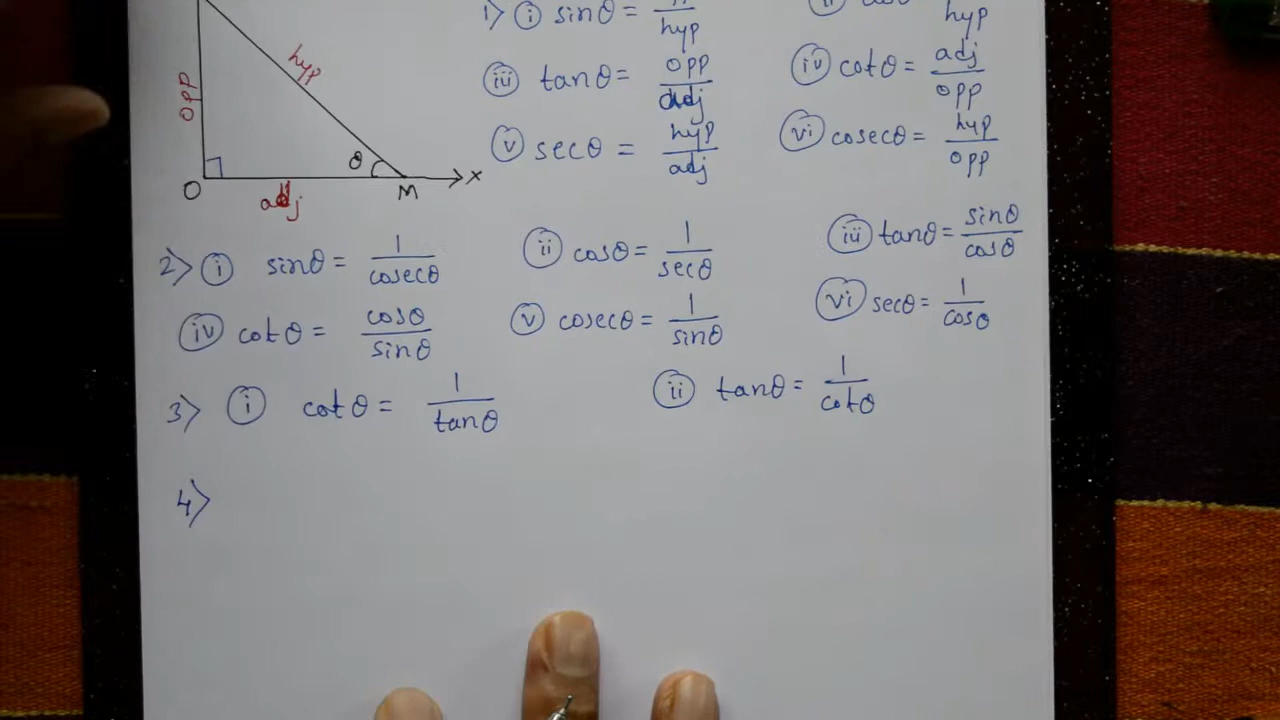 1) i sinθ = opp/hyp ii hyp
hyp
opp
iii tanθ = opp/adj iv cotθ = adj/opp
v secθ = hyp/adj vi cosecθ = hyp/opp
θ
O adj M x
2) i sinθ = 1/cosecθ ii cosθ = 1/secθ iii tanθ = sinθ/cosθ
iv cotθ = cosθ/sinθ v cosecθ = 1/sinθ vi secθ = 1/cosθ
3) i cotθ = 1/tanθ ii tanθ = 1/cotθ
4)